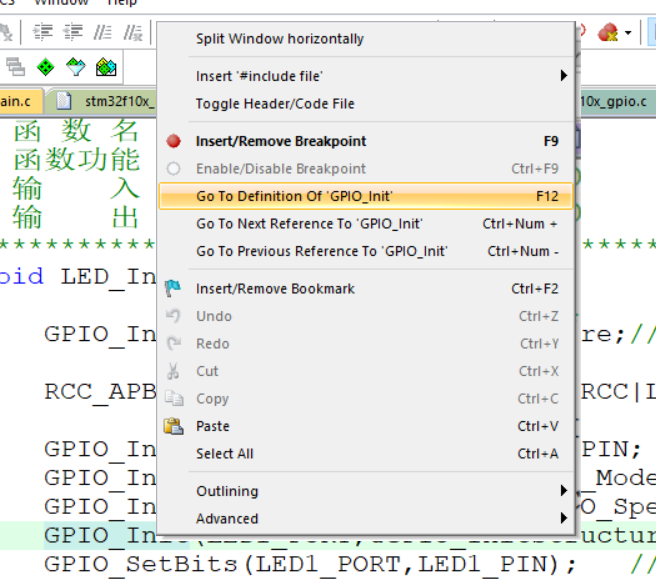 Window Help
Split Window horizontally
Insert '#include file'
Toggle Header/Code File
ain.c stm32f10x_ 10x_gpio.c
函 数 名
Insert/Remove Breakpoint F9
函数功能
Enable/Disable Breakpoint Ctrl+F9
输 入
Go To Definition Of 'GPIO_Init' F12
输 出
Go To Next Reference To 'GPIO_Init' Ctrl+Num +
Go To Previous Reference To 'GPIO_Init' Ctrl+Num -
oid LED_In
Insert/Remove Bookmark Ctrl+F2
Undo Ctrl+Z
GPIO_In re;//
Redo Ctrl+Y
Cut Ctrl+X
RCC_APB RCC|L
Copy Ctrl+C
Paste Ctrl+V
GPIO_In PIN;
Select All Ctrl+A
GPIO_In _Mode
Outlining
GPIO_In O_Spe
Advanced
GPIO_Init uctur
GPIO_SetBits(LED1_PORT,LED1_PIN); //